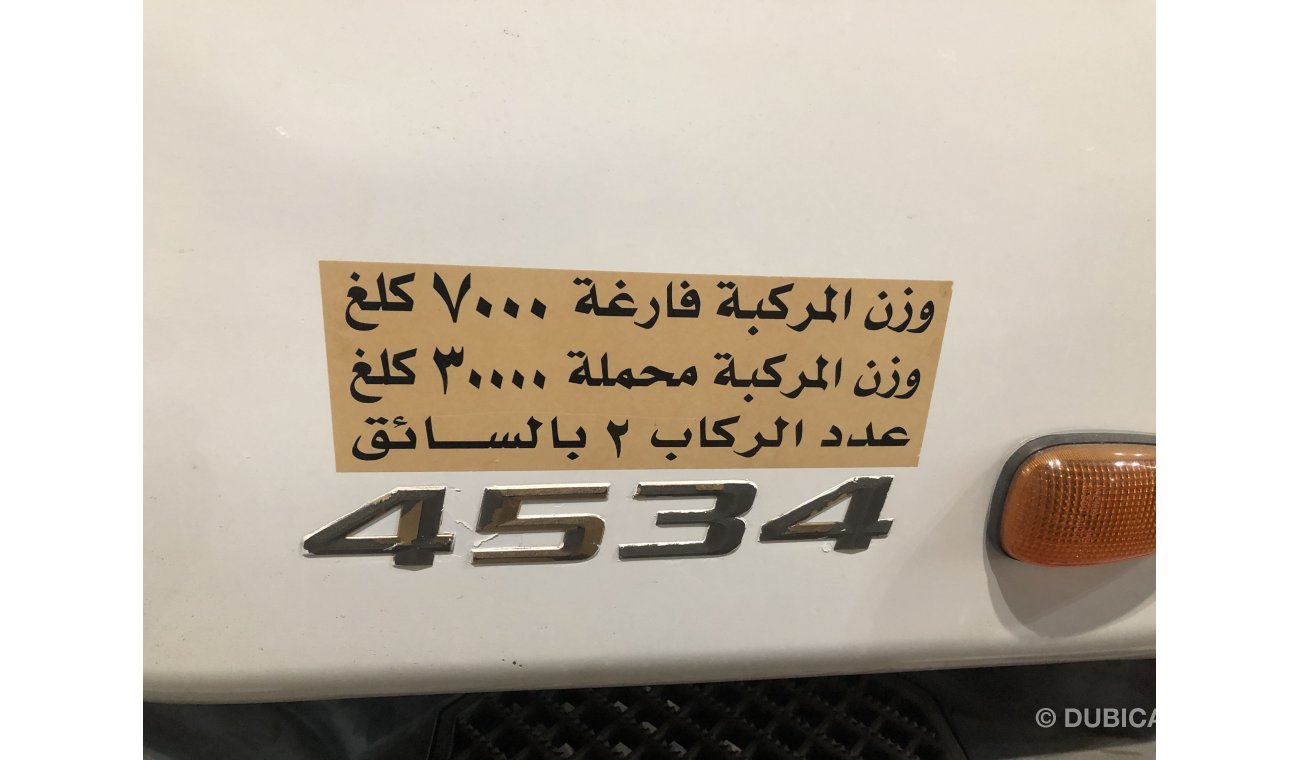 وزن المركبة فارغة ٧٠٠٠ كلغ
وزن المركبة محملة ٣٠٠٠٠ كلغ
عدد الركاب ٢ بالسائق
4534
© DUBICA